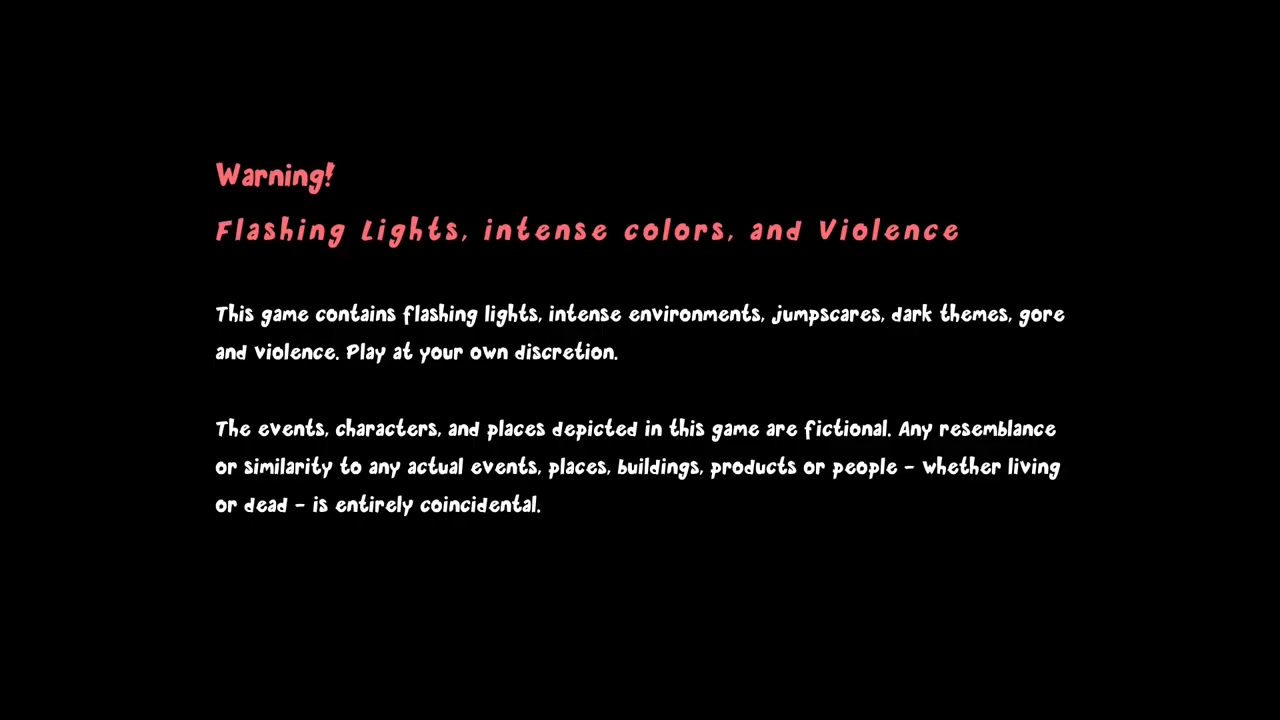 Warning!
Flashing Lights, intense colors, and Violence
This game contains flashing lights, intense environments, jumpscares, dark themes, gore
and violence. Play at your own discretion.
The events, characters, and places depicted in this game are fictional. Any resemblance
or similarity to any actual events, places, buildings, products or people - whether living
or dead - is entirely coincidental.